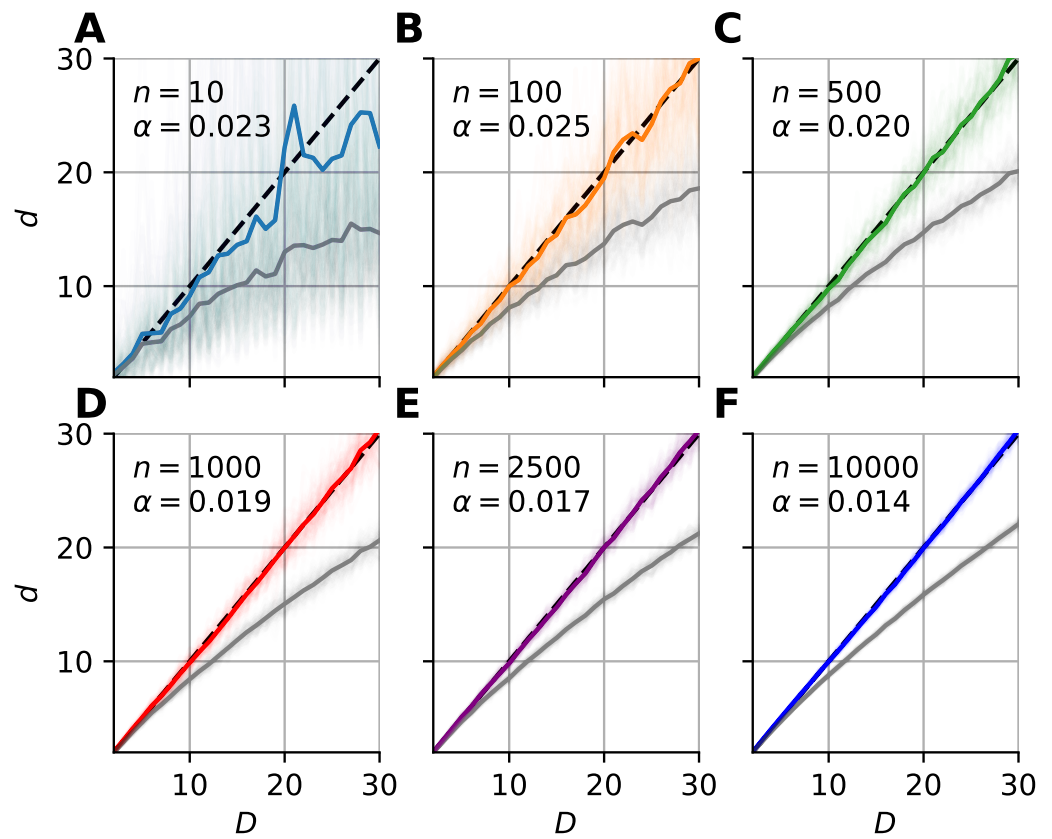 A
B
C
30
20
10
d
n = 10
α = 0.023
n = 100
α = 0.025
n = 500
α = 0.020
D
E
F
30
20
10
d
n = 1000
α = 0.019
n = 2500
α = 0.017
n = 10000
α = 0.014
10 20 30
10 20 30
10 20 30
D
D
D